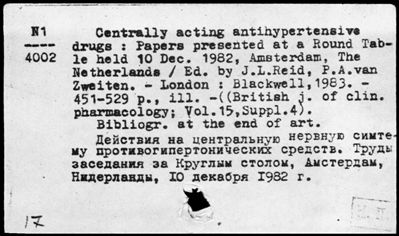 N1
4002
Centrally acting antihypertensive
drugs : Papers presented at a Round Tab-
le held 10 Dec. 1982, Amsterdam, The
Netherlands / Ed. by J.L.Reid, P.A.van
Zweiten. - London : Blackwell,1983. -
451-529 p., ill. -((British j. of clin.
pharmacology; Vol.15,Suppl.4).
Bibliogr. at the end of art.
Действия на центральную нервную систе-
му противогипертонических средств. Труды
заседания за Круглым столом, Амстердам,
Нидерланды, 10 декабря 1982 г.
17